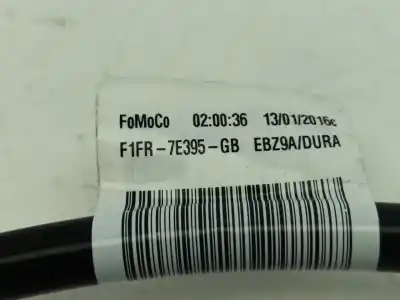 FoMoCo 02:00:36 13/01/2016c
F1FR-7E395-GB EBZ9A/DURA